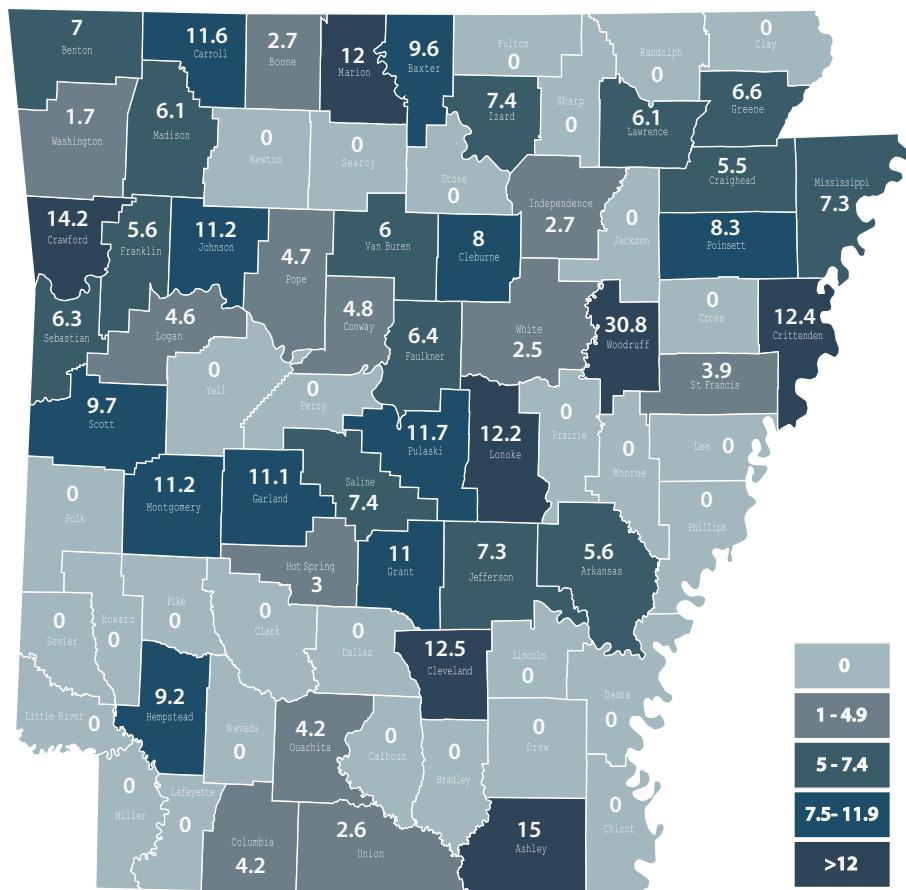 7
Benton
11.6
Carroll
2.7
Boone
12
Marion
9.6
Baxter
Fulton
0
Randolph
0
0
Clay
1.7
Washington
6.1
Madison
0
Newton
0
Searcy
Stone
0
7.4
Izard
Sharp
0
6.1
Lawrence
6.6
Greene
14.2
Crawford
5.6
Franklin
11.2
Johnson
4.7
Pope
6
Van Buren
8
Cleburne
Independence
2.7
0
Jackson
5.5
Craighead
Mississippi
7.3
8.3
Poinsett
6.3
Sebastian
4.6
Logan
0
Yell
4.8
Conway
0
Perry
6.4
Faulkner
White
2.5
30.8
Woodruff
0
Cross
12.4
Crittenden
3.9
St Francis
9.7
Scott
11.7
Pulaski
12.2
Lonoke
0
Prairie
0
Monroe
Lee 0
0
Phillips
0
Polk
11.2
Montgomery
11.1
Garland
Saline
7.4
Hot Spring
3
11
Grant
7.3
Jefferson
5.6
Arkansas
0
Sevier
Howard
0
Pike
0
0
Clark
0
Dallas
12.5
Cleveland
Lincoln
0
Desha
0
Little River 0
9.2
Hempstead
Nevada
0
4.2
Ouachita
0
Calhoun
0
Bradley
0
Drew
0
Miller
Lafayette
0
Columbia
4.2
2.6
Union
15
Ashley
0
Chicot
0
1 - 4.9
5 - 7.4
7.5- 11.9
>12